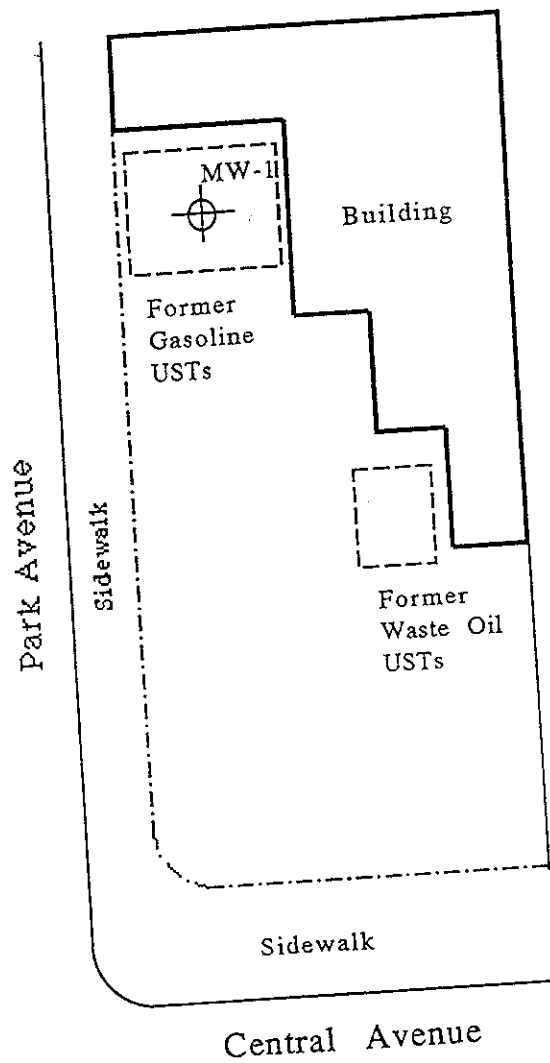 MW-1
Building
Former
Gasoline
USTs
Park Avenue
Sidewalk
Former
Waste Oil
USTs
Sidewalk
Central Avenue